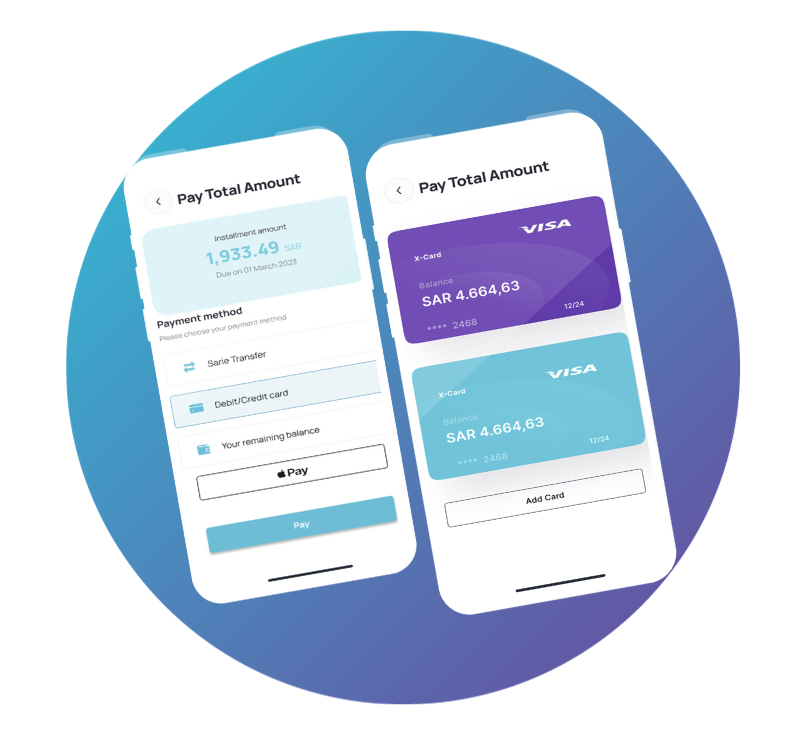 Pay Total Amount
Installment amount
1,933.49 SAR
Due on 01 March 2023
Payment method
Please choose your payment method
Sarie Transfer
Debit/Credit card
Your remaining balance
Pay
Pay
Pay Total Amount
VISA
X-Card
Balance
SAR 4.664,63
12/24
**** 2468
VISA
X-Card
Balance
SAR 4.664,63
12/24
**** 2468
Add Card